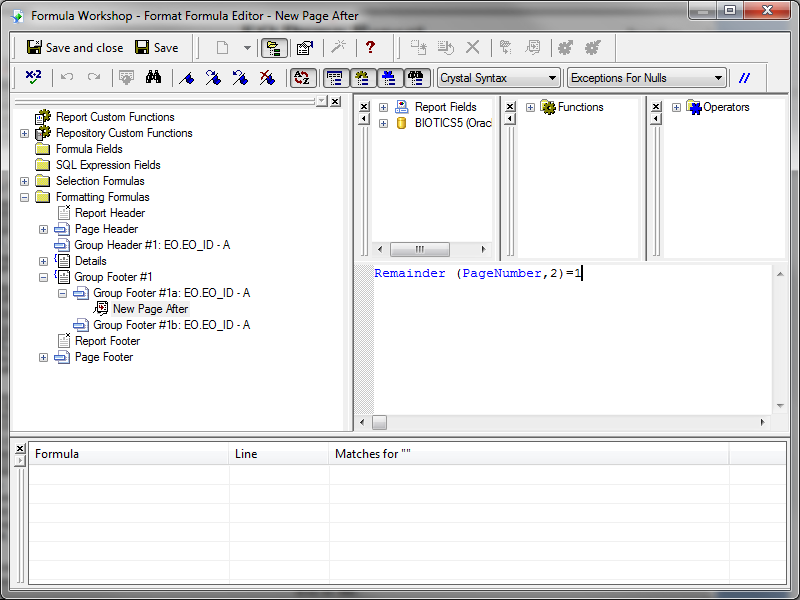 Formula Workshop - Format Formula Editor - New Page After
Save and close Save ?
x-2 A Z Crystal Syntax Exceptions For Nulls //
Report Custom Functions
Repository Custom Functions
Formula Fields
SQL Expression Fields
Selection Formulas
Formatting Formulas
Report Header
Page Header
Group Header #1: EO.EO_ID - A
Details
Group Footer #1
Group Footer #1a: EO.EO_ID - A
New Page After
Group Footer #1b: EO.EO_ID - A
Report Footer
Page Footer
Report Fields
BIOTICS5 (Orac
Functions
Operators
Remainder (PageNumber,2)=1
Formula Line Matches for ""